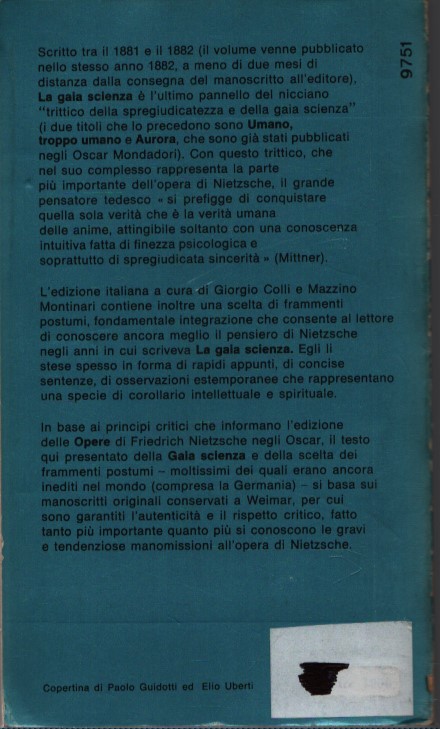 9751
Scritto tra il 1881 e il 1882 (il volume venne pubblicato
nello stesso anno 1882, a meno di due mesi di
distanza dalla consegna del manoscritto all'editore),
La gaia scienza è l'ultimo pannello del nicciano
"trittico della spregiudicatezza e della gaia scienza"
(i due titoli che lo precedono sono Umano,
troppo umano e Aurora, che sono già stati pubblicati
negli Oscar Mondadori). Con questo trittico, che
nel suo complesso rappresenta la parte
più importante dell'opera di Nietzsche, il grande
pensatore tedesco « si prefigge di conquistare
quella sola verità che è la verità umana
delle anime, attingibile soltanto con una conoscenza
intuitiva fatta di finezza psicologica e
soprattutto di spregiudicata sincerità » (Mittner).
L'edizione italiana a cura di Giorgio Colli e Mazzino
Montinari contiene inoltre una scelta di frammenti
postumi, fondamentale integrazione che consente al lettore
di conoscere ancora meglio il pensiero di Nietzsche
negli anni in cui scriveva La gaia scienza. Egli li
stese spesso in forma di rapidi appunti, di concise
sentenze, di osservazioni estemporanee che rappresentano
una specie di corollario intellettuale e spirituale.
In base ai principi critici che informano l'edizione
delle Opere di Friedrich Nietzsche negli Oscar, il testo
qui presentato della Gaia scienza e della scelta dei
frammenti postumi – moltissimi dei quali erano ancora
inediti nel mondo (compresa la Germania) – si basa sui
manoscritti originali conservati a Weimar, per cui
sono garantiti l'autenticità e il rispetto critico, fatto
tanto più importante quanto più si conoscono le gravi
e tendenziose manomissioni all'opera di Nietzsche.
Copertina di Paolo Guidotti ed Elio Uberti